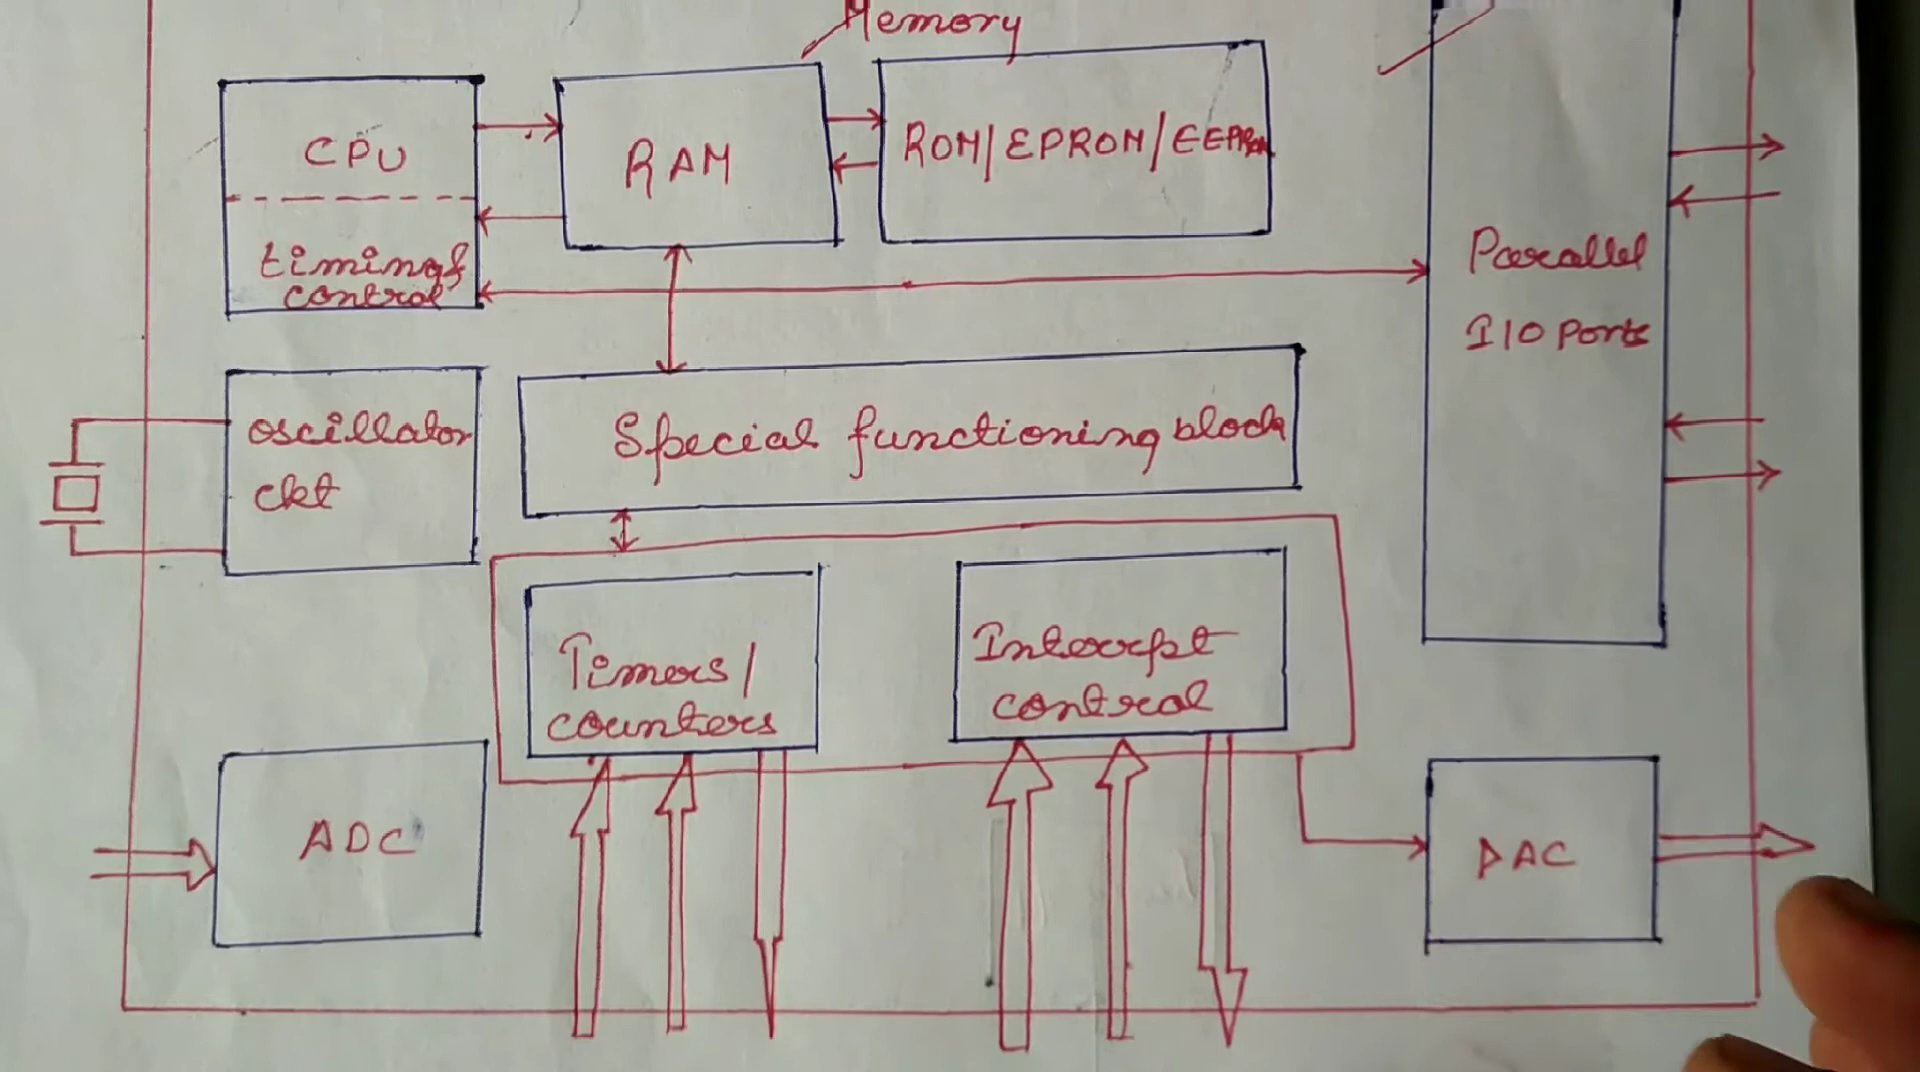 Memory
CPU
timing &
control
RAM
ROM/EPROM/EEPROM
Parallel
I/O Ports
oscillator
ckt
Special functioning block
Timers/
counters
Interrpt
control
ADC
DAC